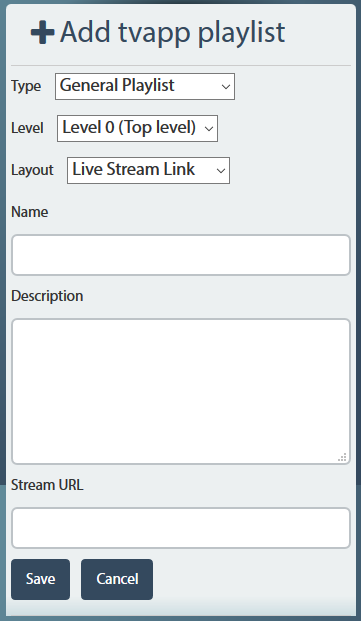 Add tvapp playlist
Type General Playlist
Level Level 0 (Top level)
Layout Live Stream Link
Name
Description
Stream URL
Save Cancel